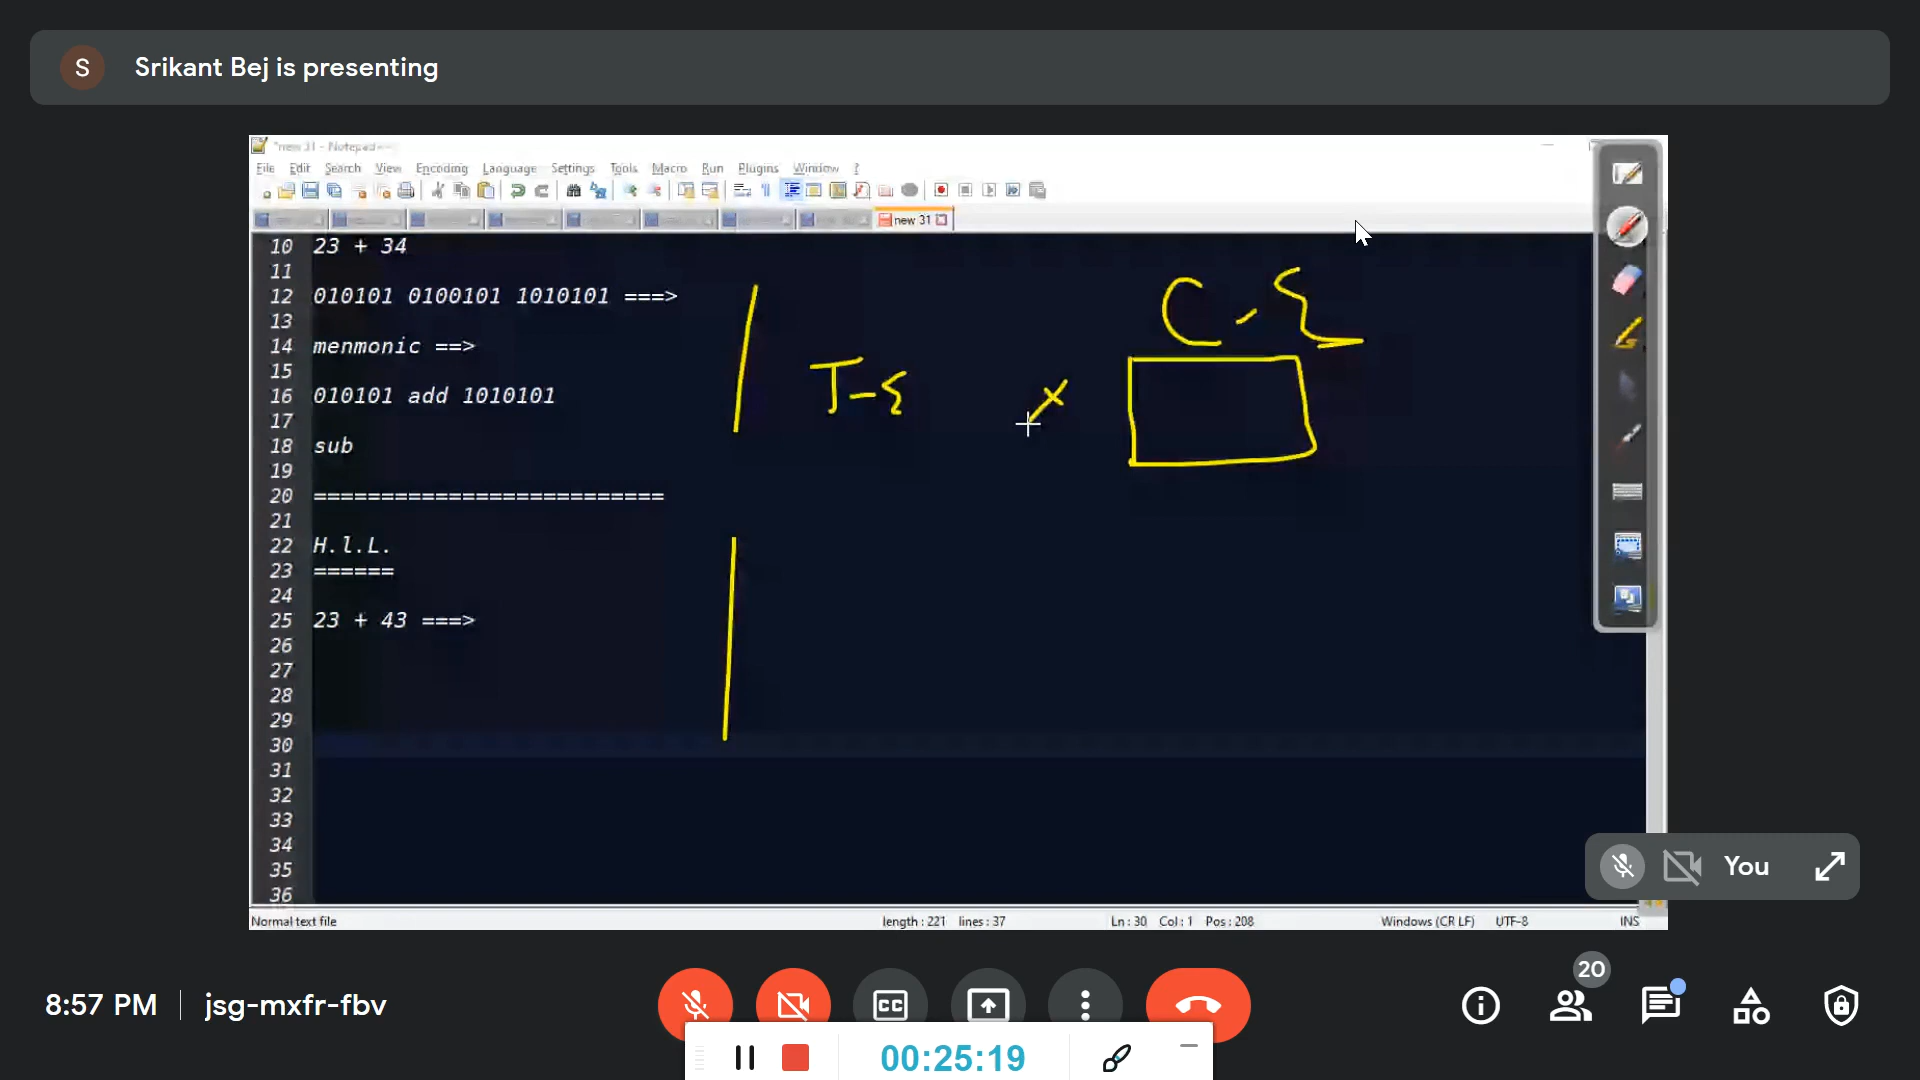 S Srikant Bej is presenting
*new 31 - Notepad++
File Edit Search View Encoding Language Settings Tools Macro Run Plugins Window ?
new 31
10 23 + 34
11
12 010101 0100101 1010101 ===>
13
14 menmonic ==>
15
16 010101 add 1010101
17
18 sub
19
20 ==========================
21
22 H.l.L.
23 ======
24
25 23 + 43 ===>
26
27
28
29
30
31
32
33
34
35
36
Normal text file length : 221 lines : 37 Ln : 30 Col : 1 Pos : 208 Windows (CR LF) UTF-8 INS
You
20
8:57 PM jsg-mxfr-fbv
CC
00:25:19